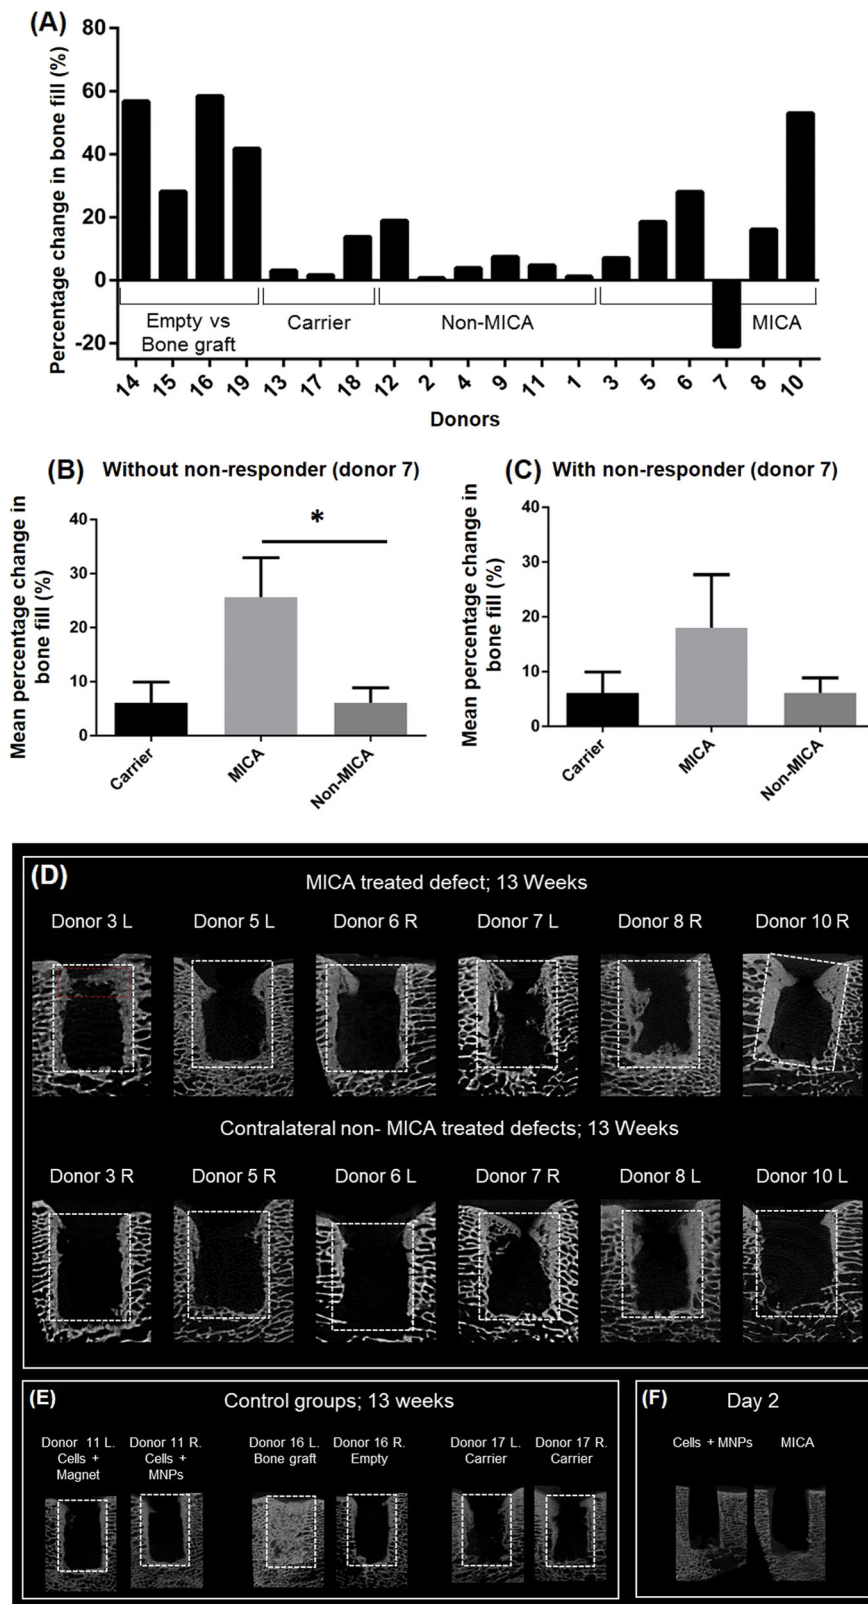 (A)
Percentage change in bone fill (%)
80
60
40
20
0
-20
Empty vs
Bone graft
Carrier
Non-MICA
MICA
14 15 16 19 13 17 18 12 2 4 9 11 1 3 5 6 7 8 10
Donors
(B) Without non-responder (donor 7)
Mean percentage change in
bone fill (%)
40
30
20
10
0
*
Carrier
MICA
Non-MICA
(C) With non-responder (donor 7)
Mean percentage change in
bone fill (%)
40
30
20
10
0
Carrier
MICA
Non-MICA
(D)
MICA treated defect; 13 Weeks
Donor 3 L Donor 5 L Donor 6 R Donor 7 L Donor 8 R Donor 10 R
Contralateral non- MICA treated defects; 13 Weeks
Donor 3 R Donor 5 R Donor 6 L Donor 7 R Donor 8 L Donor 10 L
(E) Control groups; 13 weeks
Donor 11 L. Donor 11 R. Donor 16 L. Donor 16 R. Donor 17 L. Donor 17 R.
Cells + Cells + Bone graft Empty Carrier Carrier
Magnet MNPs
(F) Day 2
Cells + MNPs MICA